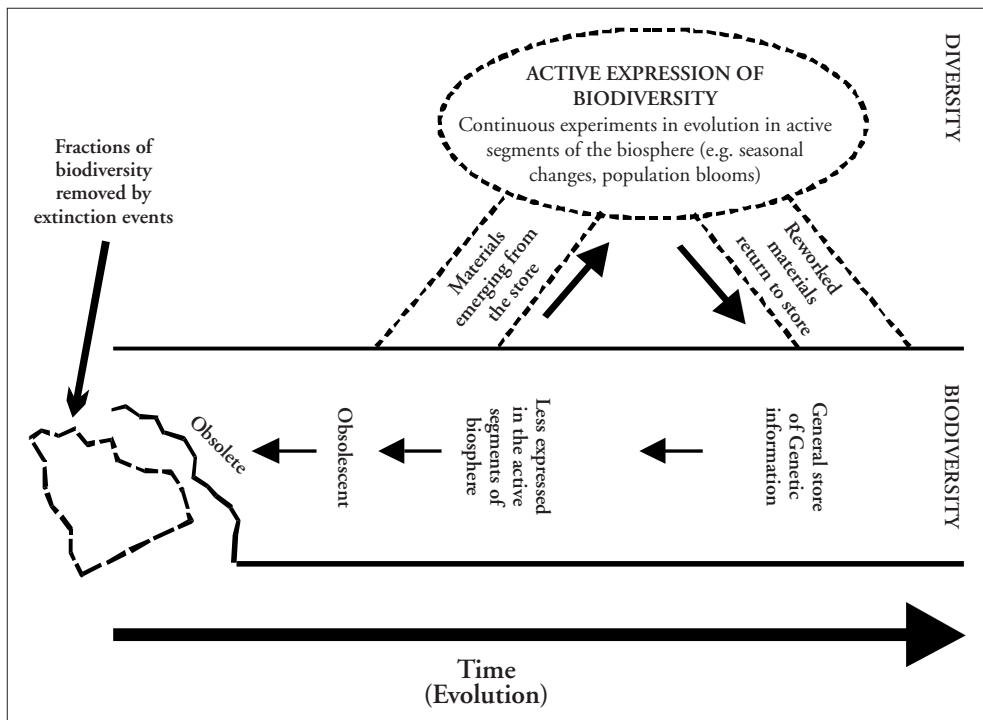 DIVERSITY
ACTIVE EXPRESSION OF
BIODIVERSITY
Continuous experiments in evolution in active
segments of the biosphere (e.g. seasonal
changes, population blooms)
Fractions of
biodiversity
removed by
extinction events
Materials
emerging from
the store
Reworked
materials
return to store
BIODIVERSITY
Obsolete
Obsolescent
Less expressed
in the active
segments of
biosphere
General store
of Genetic
information
Time
(Evolution)